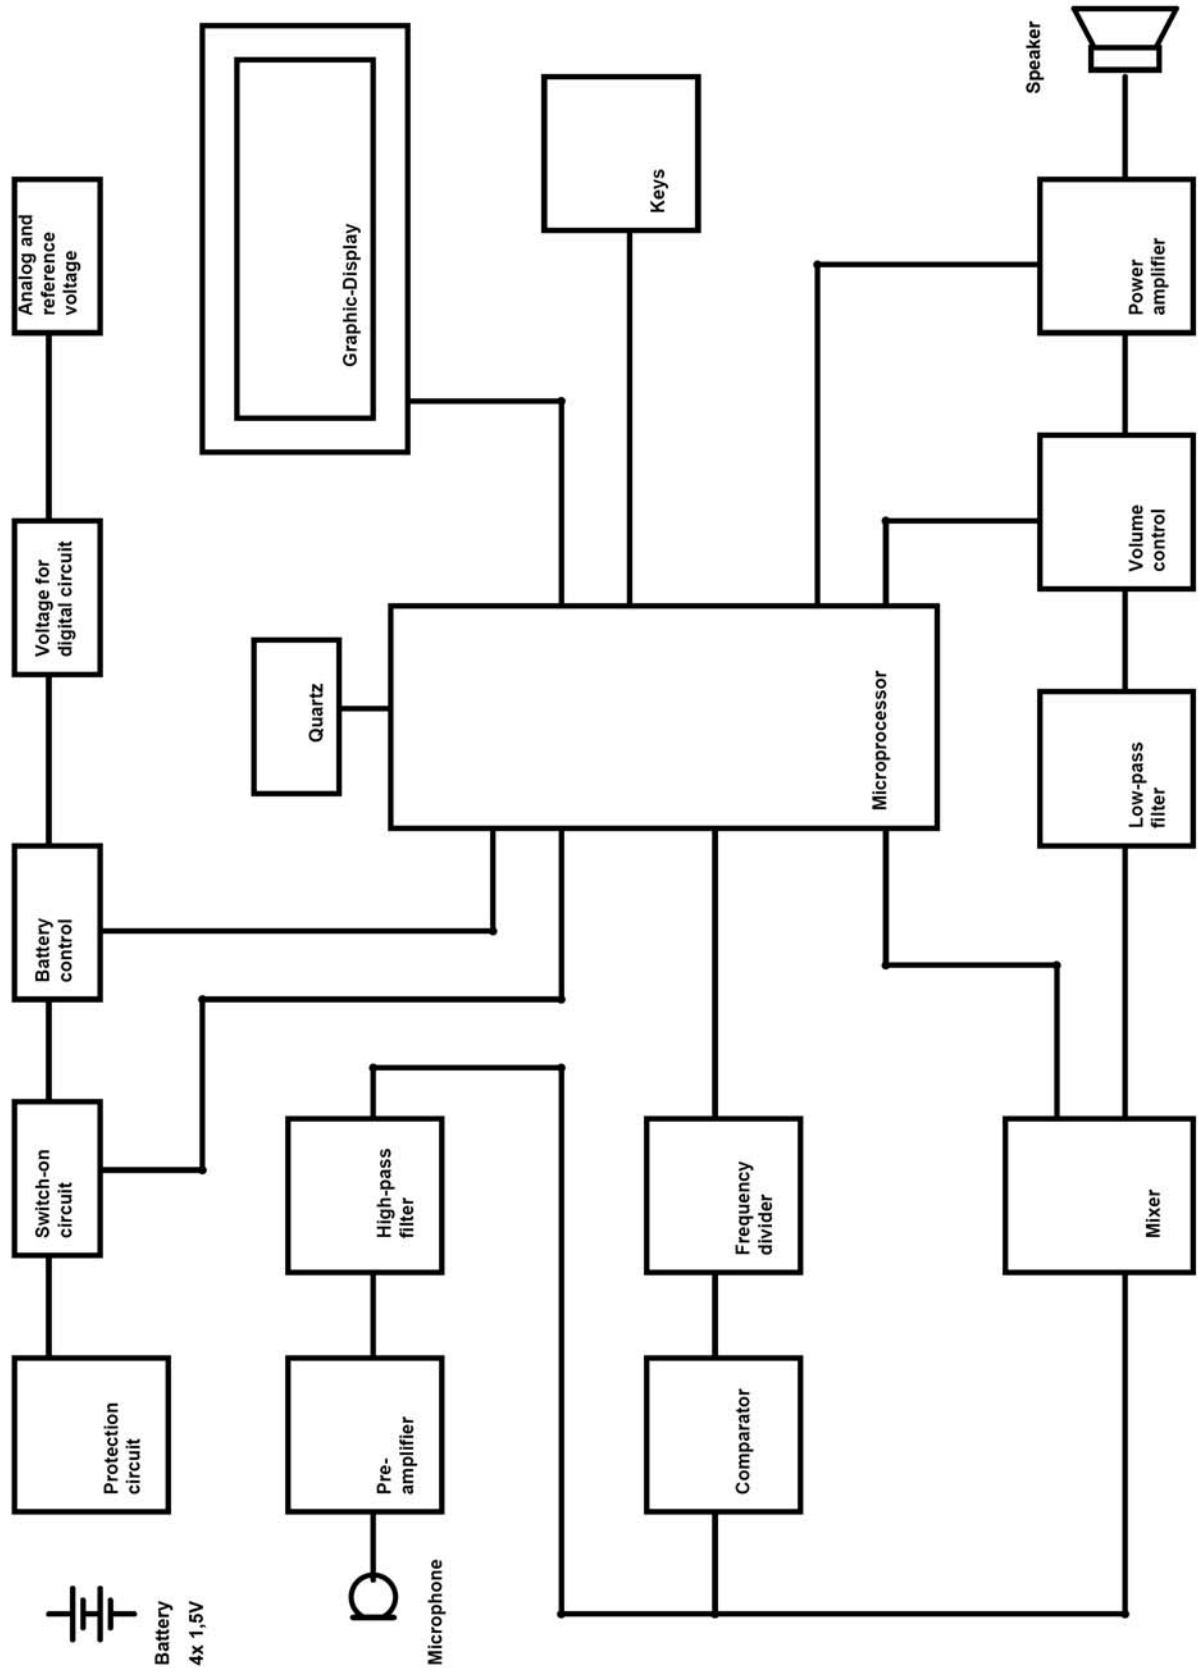 Battery
4x 1,5V
Protection
circuit
Switch-on
circuit
Battery
control
Voltage for
digital circuit
Analog and
reference
voltage
Microphone
Pre-
amplifier
High-pass
filter
Quartz
Graphic-Display
Keys
Comparator
Frequency
divider
Microprocessor
Mixer
Low-pass
filter
Volume
control
Power
amplifier
Speaker